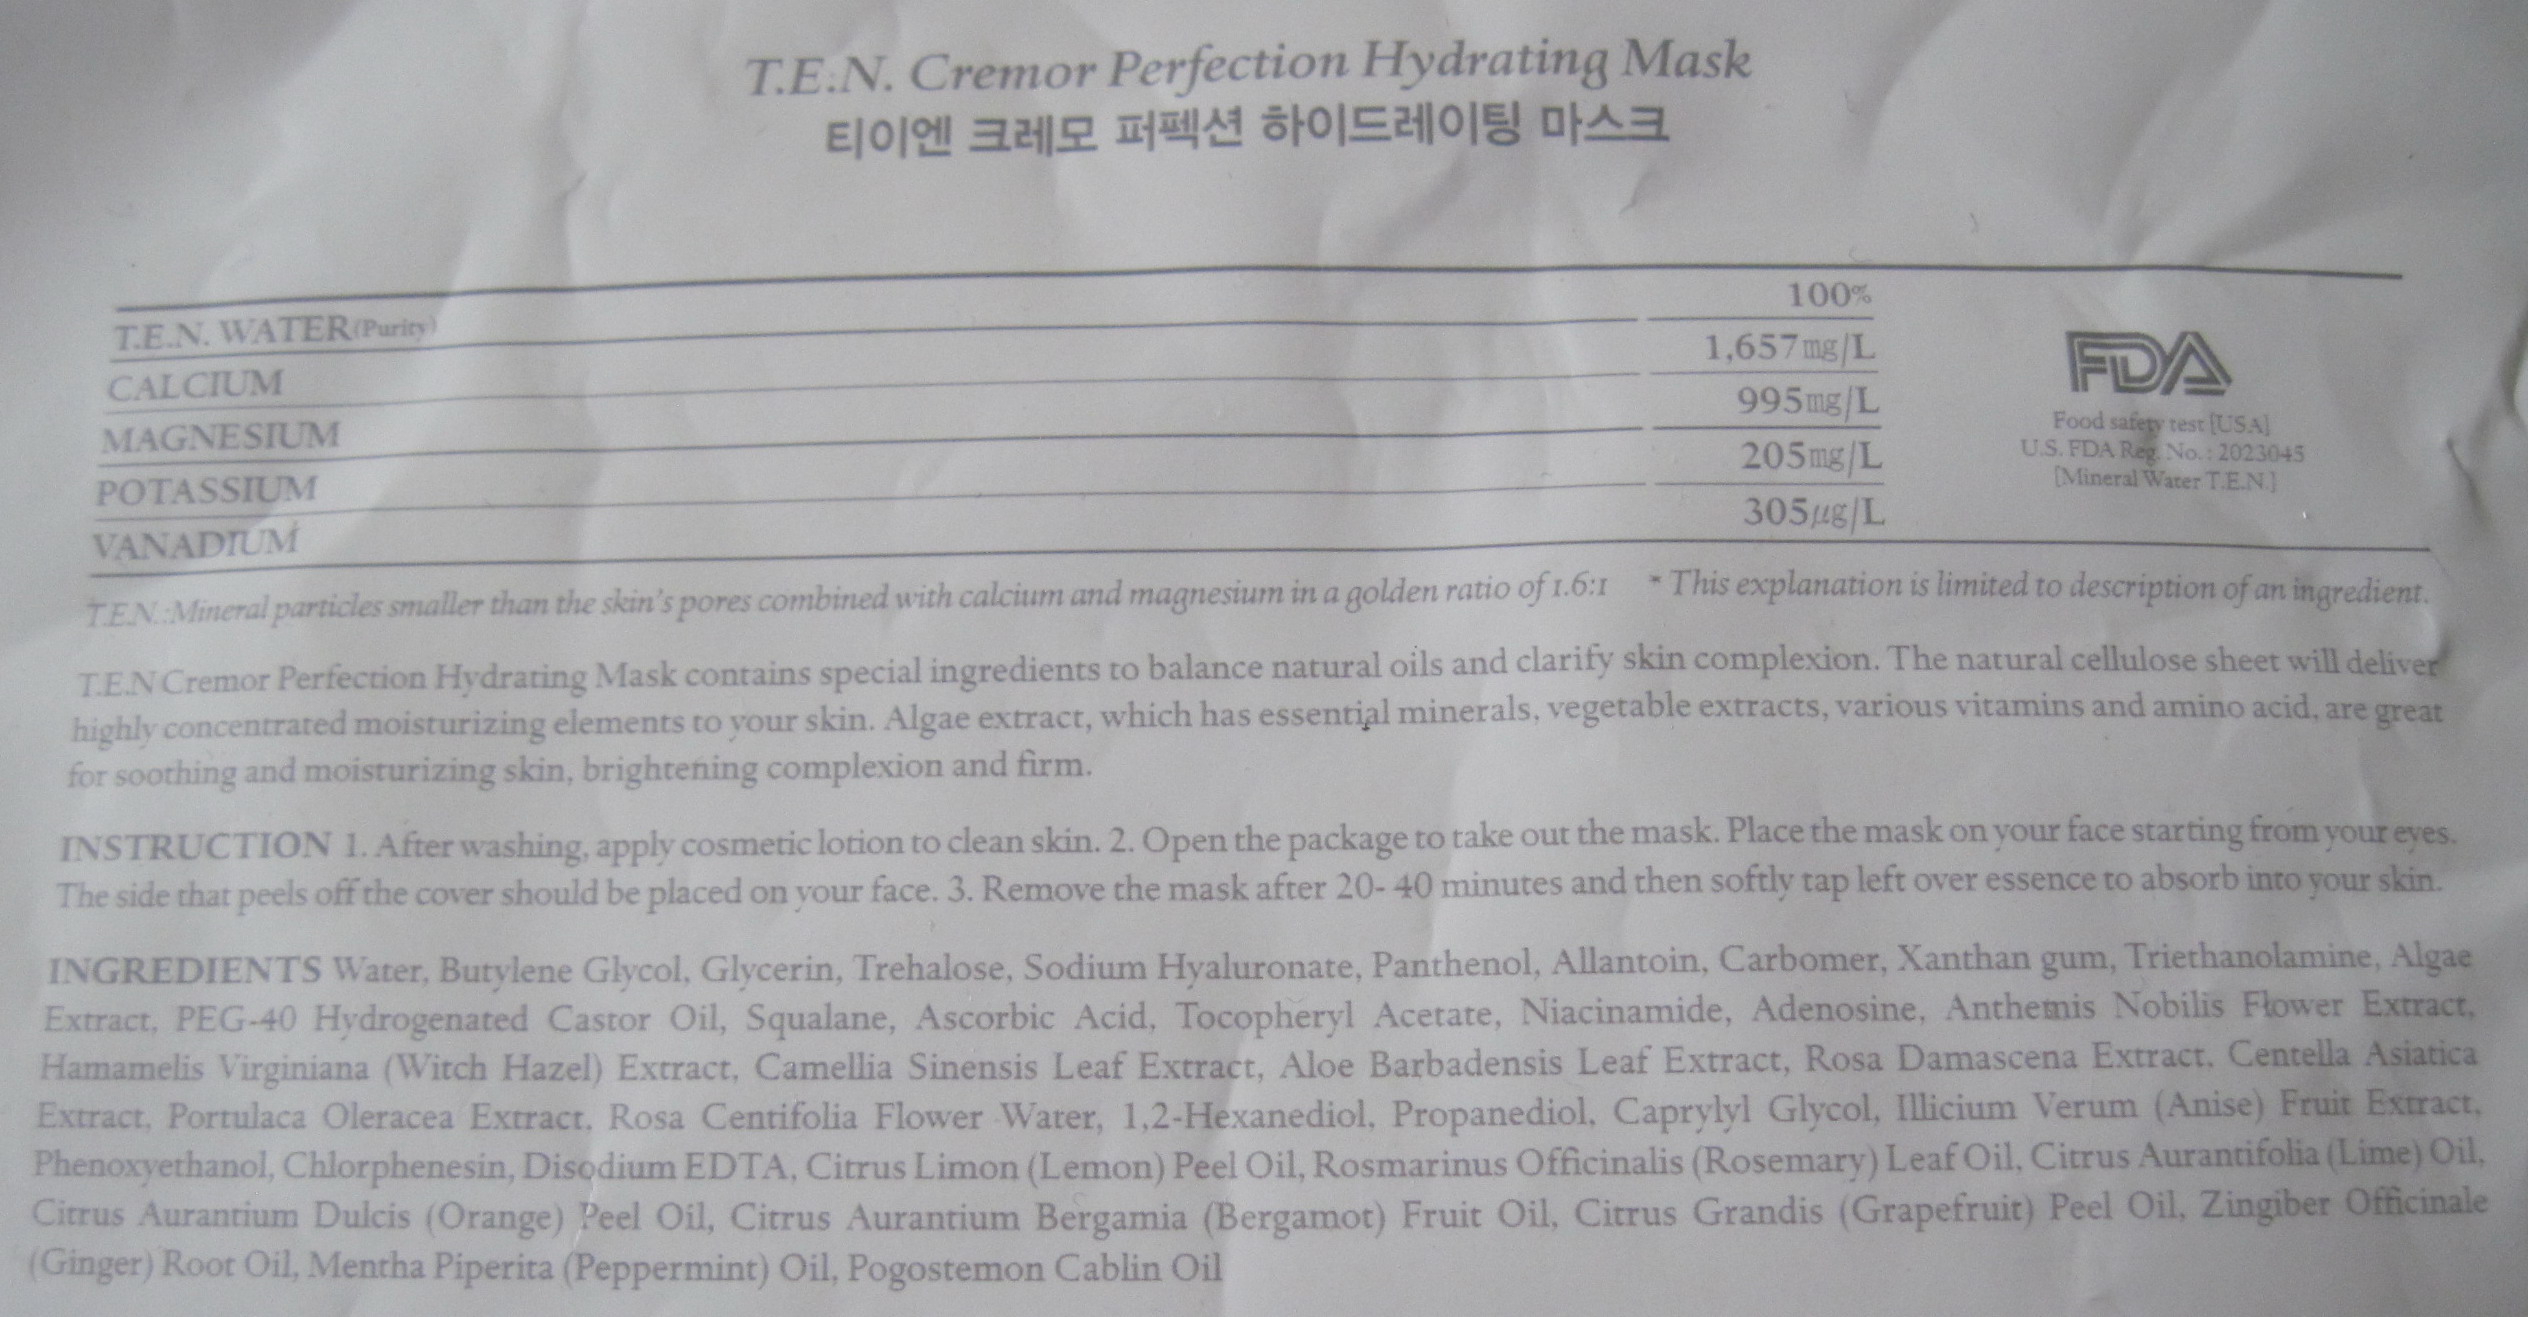 T.E.N. Cremor Perfection Hydrating Mask
티이엔 크레모 퍼펙션 하이드레이팅 마스크
T.E.N. WATER(Purity) 100%
CALCIUM 1,657㎎/L
MAGNESIUM 995㎎/L
POTASSIUM 205㎎/L
VANADIUM 305㎍/L
FDA
Food safety test [USA]
U.S. FDA Reg. No. : 2023045
[Mineral Water T.E.N.]
T.E.N.:Mineral particles smaller than the skin's pores combined with calcium and magnesium in a golden ratio of 1.6:1 * This explanation is limited to description of an ingredient.
T.E.N Cremor Perfection Hydrating Mask contains special ingredients to balance natural oils and clarify skin complexion. The natural cellulose sheet will deliver
highly concentrated moisturizing elements to your skin. Algae extract, which has essential minerals, vegetable extracts, various vitamins and amino acid, are great
for soothing and moisturizing skin, brightening complexion and firm.
INSTRUCTION 1. After washing, apply cosmetic lotion to clean skin. 2. Open the package to take out the mask. Place the mask on your face starting from your eyes.
The side that peels off the cover should be placed on your face. 3. Remove the mask after 20- 40 minutes and then softly tap left over essence to absorb into your skin.
INGREDIENTS Water, Butylene Glycol, Glycerin, Trehalose, Sodium Hyaluronate, Panthenol, Allantoin, Carbomer, Xanthan gum, Triethanolamine, Algae
Extract, PEG-40 Hydrogenated Castor Oil, Squalane, Ascorbic Acid, Tocopheryl Acetate, Niacinamide, Adenosine, Anthemis Nobilis Flower Extract,
Hamamelis Virginiana (Witch Hazel) Extract, Camellia Sinensis Leaf Extract, Aloe Barbadensis Leaf Extract, Rosa Damascena Extract, Centella Asiatica
Extract, Portulaca Oleracea Extract, Rosa Centifolia Flower Water, 1,2-Hexanediol, Propanediol, Caprylyl Glycol, Illicium Verum (Anise) Fruit Extract,
Phenoxyethanol, Chlorphenesin, Disodium EDTA, Citrus Limon (Lemon) Peel Oil, Rosmarinus Officinalis (Rosemary) Leaf Oil, Citrus Aurantifolia (Lime) Oil,
Citrus Aurantium Dulcis (Orange) Peel Oil, Citrus Aurantium Bergamia (Bergamot) Fruit Oil, Citrus Grandis (Grapefruit) Peel Oil, Zingiber Officinale
(Ginger) Root Oil, Mentha Piperita (Peppermint) Oil, Pogostemon Cablin Oil